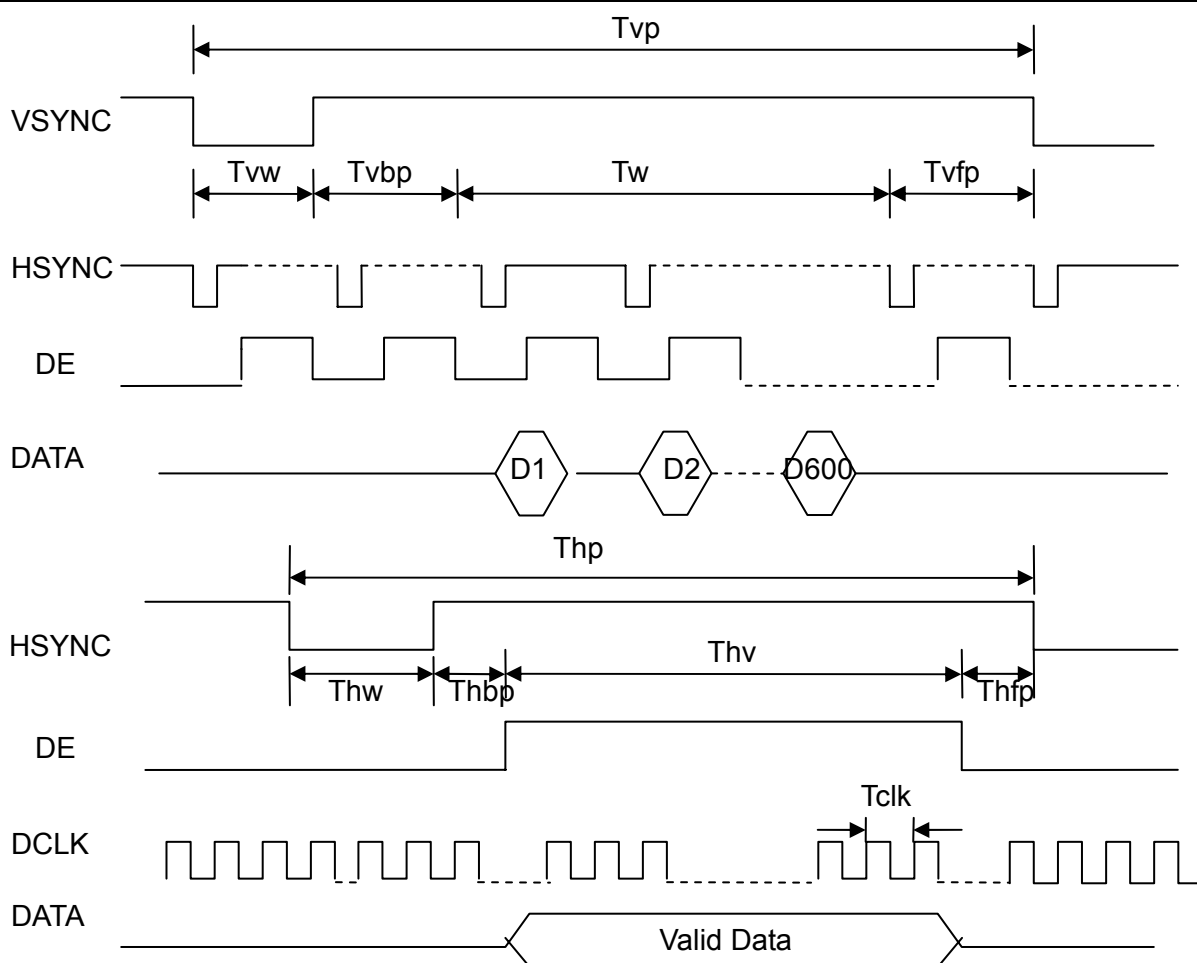 Tvp
VSYNC
Tvw Tvbp Tw Tvfp
HSYNC
DE
DATA
D1 D2 D600
Thp
HSYNC
Thv
Thw Thbp Thfp
DE
Tclk
DCLK
DATA
Valid Data